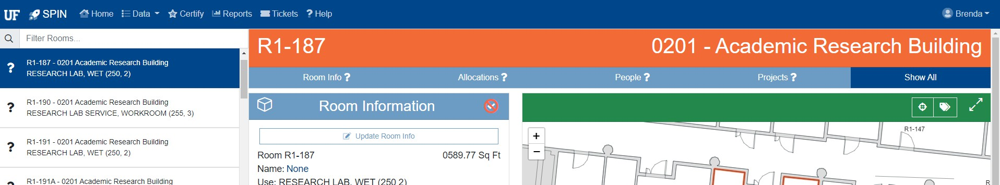 UF SPIN Home Data Certify Reports Tickets ? Help Brenda
Filter Rooms...
R1-187 0201 - Academic Research Building
? R1-187 - 0201 Academic Research Building
RESEARCH LAB, WET (250, 2)
Room Info ? Allocations ? People ? Projects ? Show All
? R1-190 - 0201 Academic Research Building
RESEARCH LAB SERVICE, WORKROOM (255, 3)
? R1-191 - 0201 Academic Research Building
RESEARCH LAB, WET (250, 2)
? R1-191A - 0201 Academic Research Building
Room Information
Update Room Info
Room R1-187 0589.77 Sq Ft
Name: None
Use: RESEARCH LAB, WET (250 2)
+
−
R1-147
R